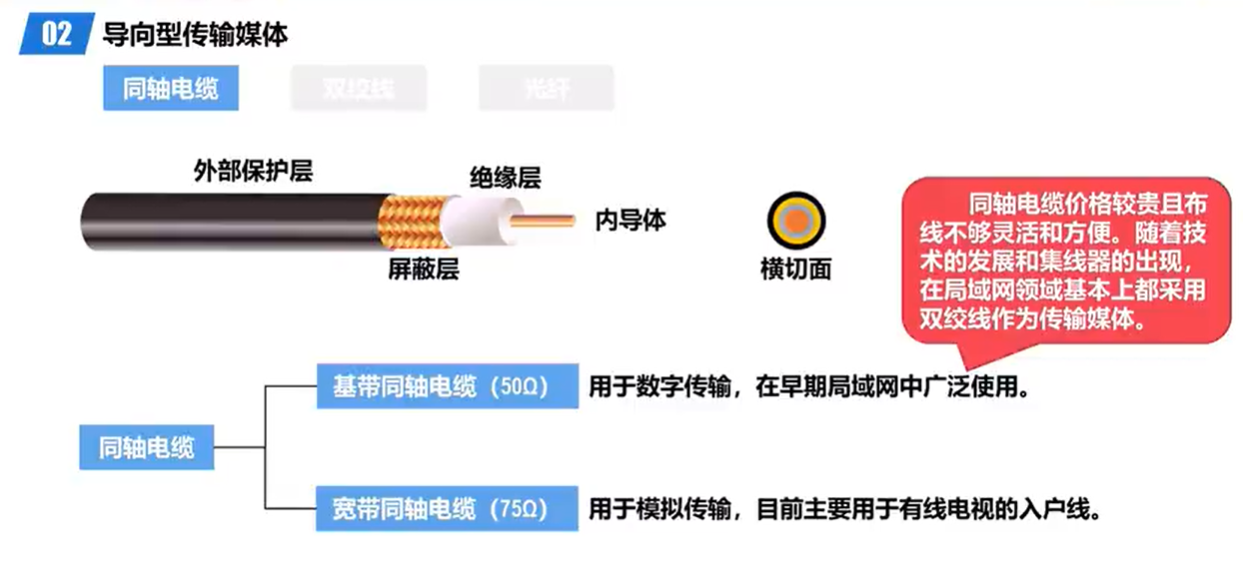 02 导向型传输媒体
同轴电缆 双绞线 光纤
外部保护层
绝缘层
内导体
屏蔽层
横切面
同轴电缆价格较贵且布
线不够灵活和方便。随着技
术的发展和集线器的出现，
在局域网领域基本上都采用
双绞线作为传输媒体。
基带同轴电缆（50Ω） 用于数字传输，在早期局域网中广泛使用。
同轴电缆
宽带同轴电缆（75Ω） 用于模拟传输，目前主要用于有线电视的入户线。